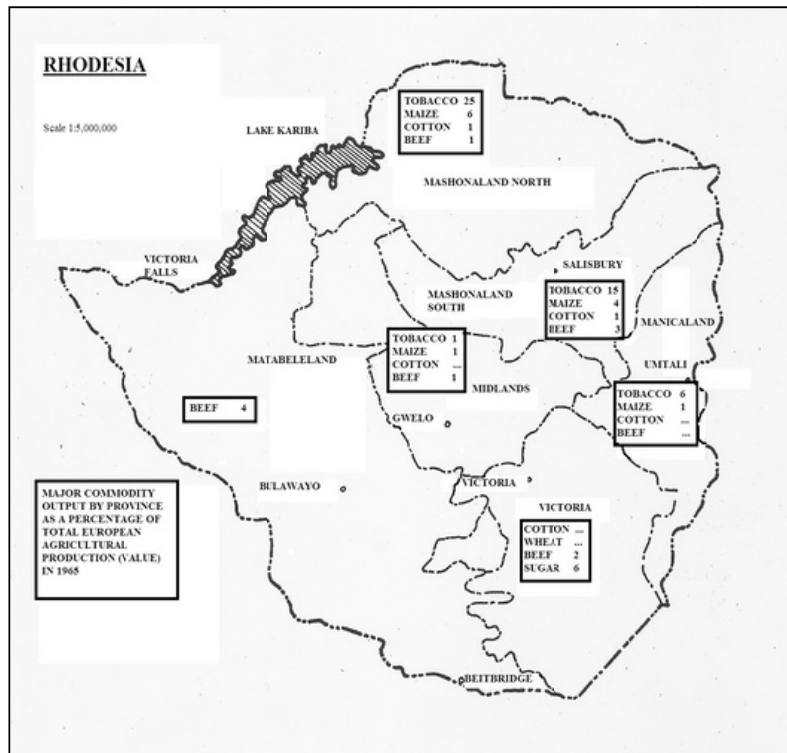 RHODESIA
Scale 1:5,000,000
LAKE KARIBA
TOBACCO 25
MAIZE 6
COTTON 1
BEEF 1
MASHONALAND NORTH
VICTORIA
FALLS
SALISBURY
MASHONALAND
SOUTH
TOBACCO 15
MAIZE 4
COTTON 1
BEEF 3
MANICALAND
MATABELELAND
TOBACCO 1
MAIZE 1
COTTON ...
BEEF 1
MIDLANDS
UMTALI
TOBACCO 6
MAIZE 1
COTTON ...
BEEF ...
BEEF 4
GWELO
BULAWAYO
VICTORIA
MAJOR COMMODITY
OUTPUT BY PROVINCE
AS A PERCENTAGE OF
TOTAL EUROPEAN
AGRICULTURAL
PRODUCTION (VALUE)
IN 1965
VICTORIA
COTTON ...
WHEAT ...
BEEF 2
SUGAR 6
BEITBRIDGE